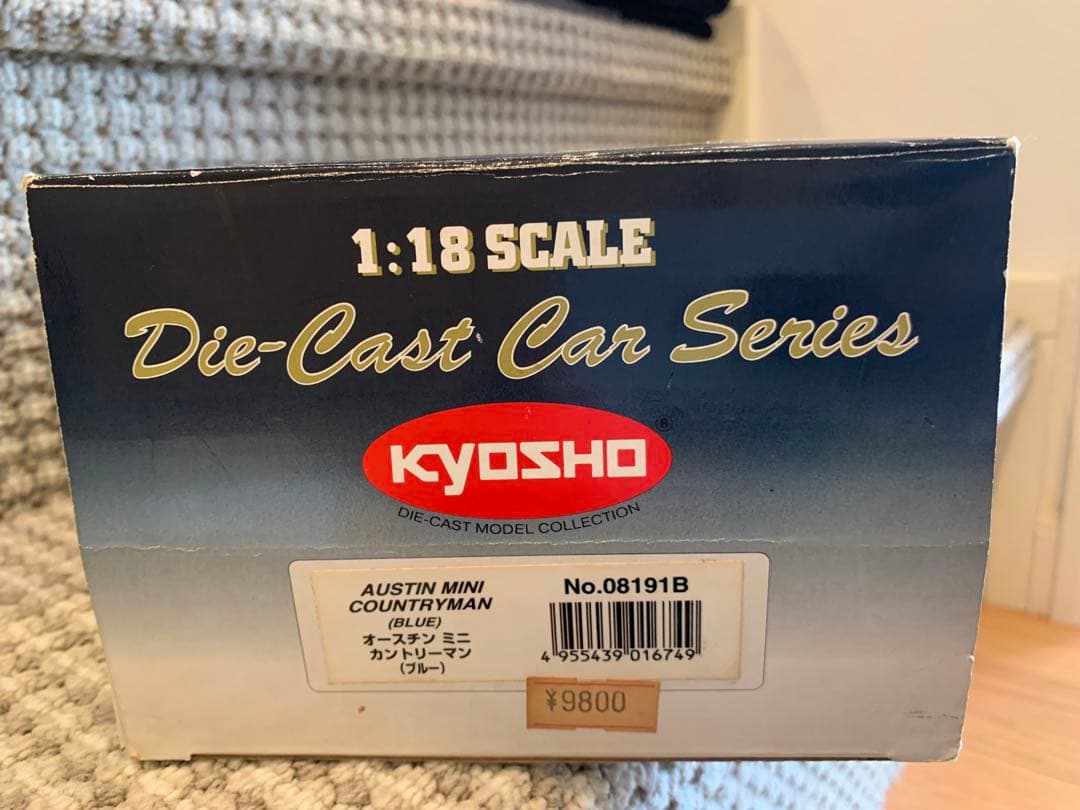 1:18 SCALE
Die-Cast Car Series
KYOSHO ®
DIE-CAST MODEL COLLECTION
AUSTIN MINI
COUNTRYMAN
(BLUE)
オースチン ミニ
カントリーマン
(ブルー)
No.08191B
4 955439 016749
¥9800